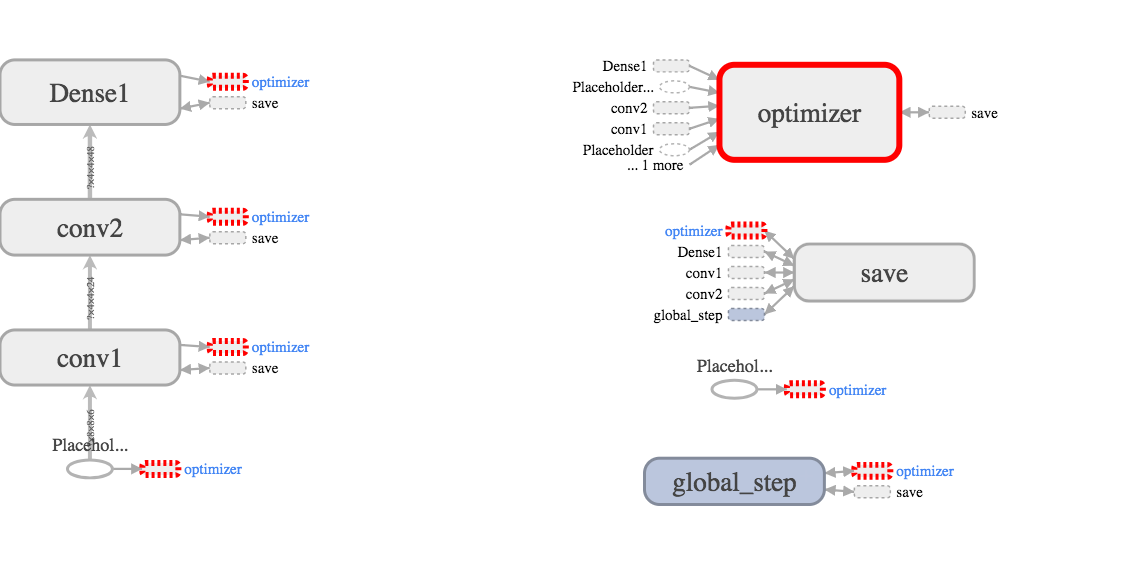 Dense1
optimizer
save
?x4x4x48
conv2
optimizer
save
?x4x4x24
conv1
optimizer
save
Placehol...
optimizer
Dense1
Placeholder...
conv2
conv1
Placeholder
... 1 more
optimizer
save
optimizer
Dense1
conv1
conv2
global_step
save
Placehol...
optimizer
global_step
optimizer
save